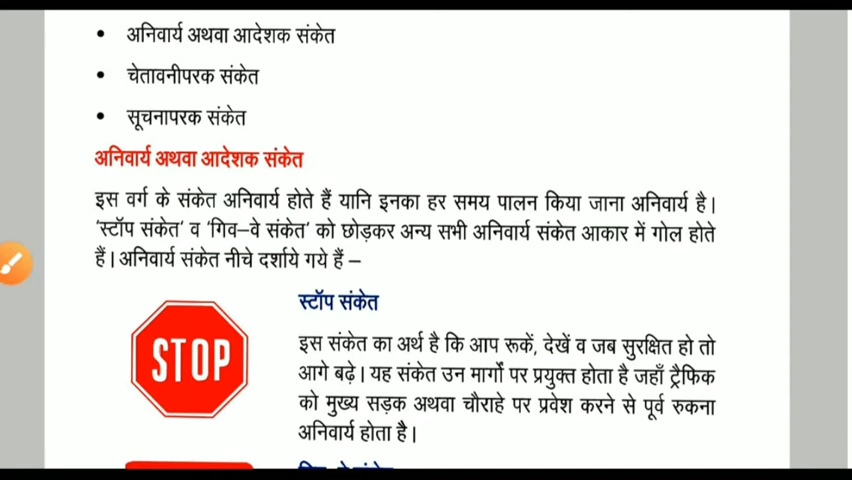 • अनिवार्य अथवा आदेशक संकेत
• चेतावनीपरक संकेत
• सूचनापरक संकेत
अनिवार्य अथवा आदेशक संकेत
इस वर्ग के संकेत अनिवार्य होते हैं यानि इनका हर समय पालन किया जाना अनिवार्य है।
‘स्टॉप संकेत’ व ‘गिव–वे संकेत’ को छोड़कर अन्य सभी अनिवार्य संकेत आकार में गोल होते
हैं। अनिवार्य संकेत नीचे दर्शाये गये हैं –
स्टॉप संकेत
STOP
इस संकेत का अर्थ है कि आप रूकें, देखें व जब सुरक्षित हो तो
आगे बढ़े। यह संकेत उन मार्गों पर प्रयुक्त होता है जहाँ ट्रैफिक
को मुख्य सड़क अथवा चौराहे पर प्रवेश करने से पूर्व रुकना
अनिवार्य होता है।